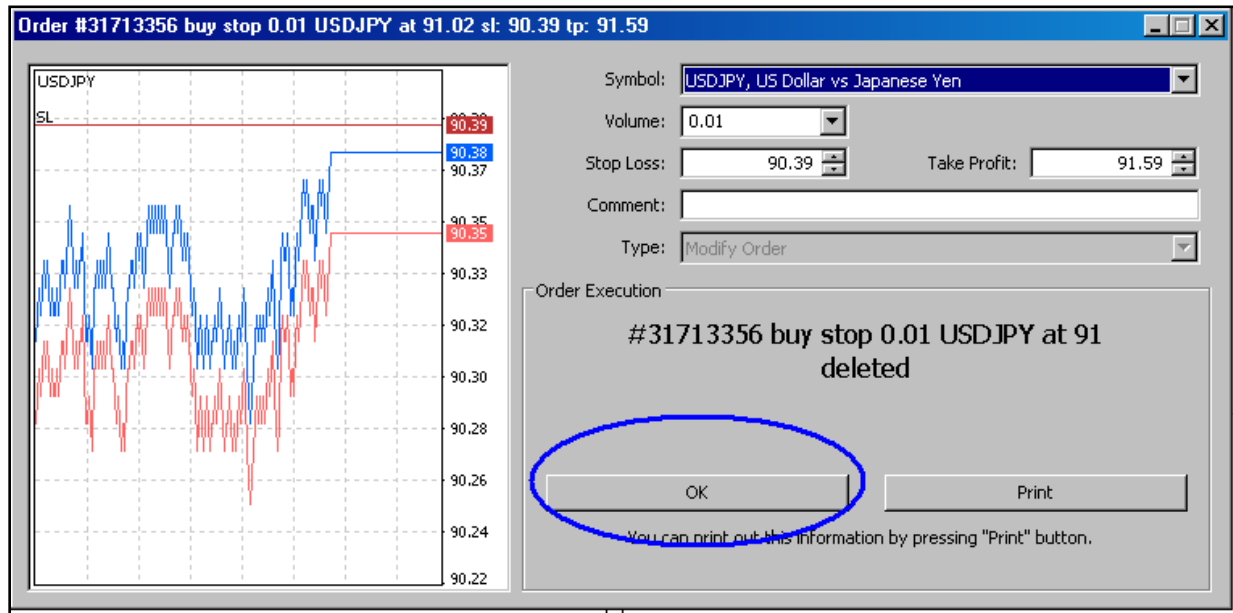 Order #31713356 buy stop 0.01 USDJPY at 91.02 sl: 90.39 tp: 91.59
USDJPY
SL
90.39
90.38
90.37
90.35
90.35
90.33
90.32
90.30
90.28
90.26
90.24
90.22
Symbol: USDJPY, US Dollar vs Japanese Yen
Volume: 0.01
Stop Loss: 90.39 Take Profit: 91.59
Comment:
Type: Modify Order
Order Execution
#31713356 buy stop 0.01 USDJPY at 91
deleted
OK Print
You can print out this information by pressing "Print" button.